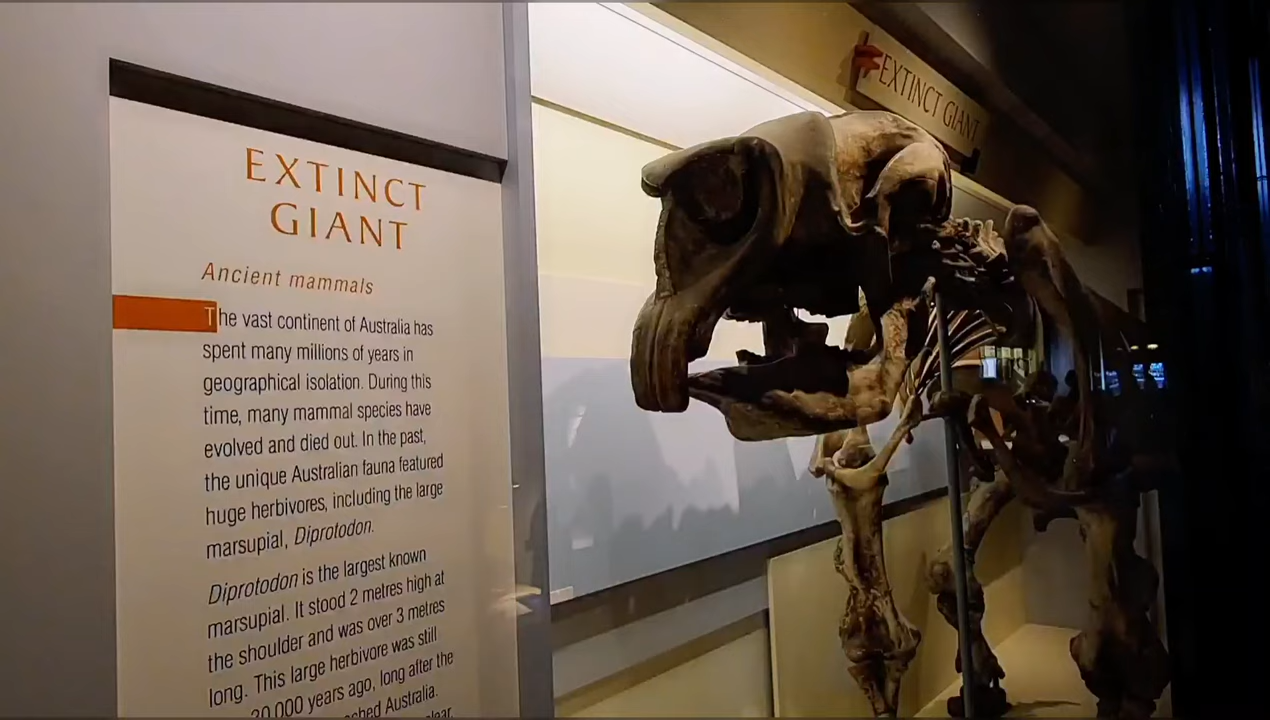 EXTINCT
GIANT
Ancient mammals
The vast continent of Australia has
spent many millions of years in
geographical isolation. During this
time, many mammal species have
evolved and died out. In the past,
the unique Australian fauna featured
huge herbivores, including the large
marsupial, Diprotodon.
Diprotodon is the largest known
marsupial. It stood 2 metres high at
the shoulder and was over 3 metres
long. This large herbivore was still
20,000 years ago, long after the
Australia.
EXTINCT GIANT